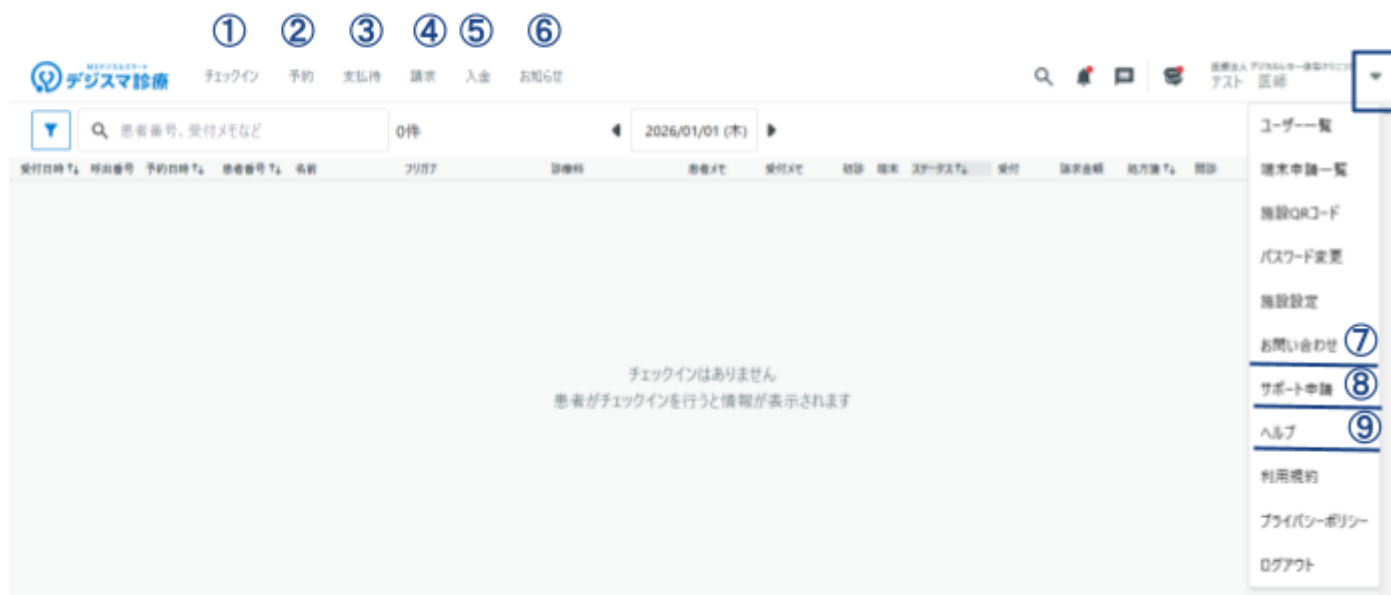 ① ② ③ ④ ⑤ ⑥
M3デジカルスマート
デジスマ診療 チェックイン 予約 支払待 請求 入金 お知らせ
テスト 医師
患者番号、受付メモなど 0件 2026/01/01 (木)
受付日時 呼出番号 予約日時 患者番号 名前 フリガナ 診療科 患者メモ 受付メモ 初診 端末 ステータス 受付 請求金額 処方箋 問診
チェックインはありません
患者がチェックインを行うと情報が表示されます
ユーザー一覧
端末申請一覧
施設QRコード
パスワード変更
施設設定
お問い合わせ ⑦
サポート申請 ⑧
ヘルプ ⑨
利用規約
プライバシーポリシー
ログアウト